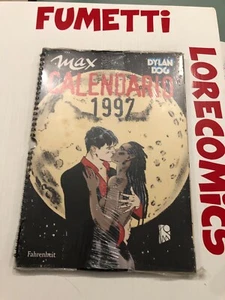 FUMETTI
LORECOMICS
max
DYLAN
DOG
CALENDARIO
1997
Fahrenheit